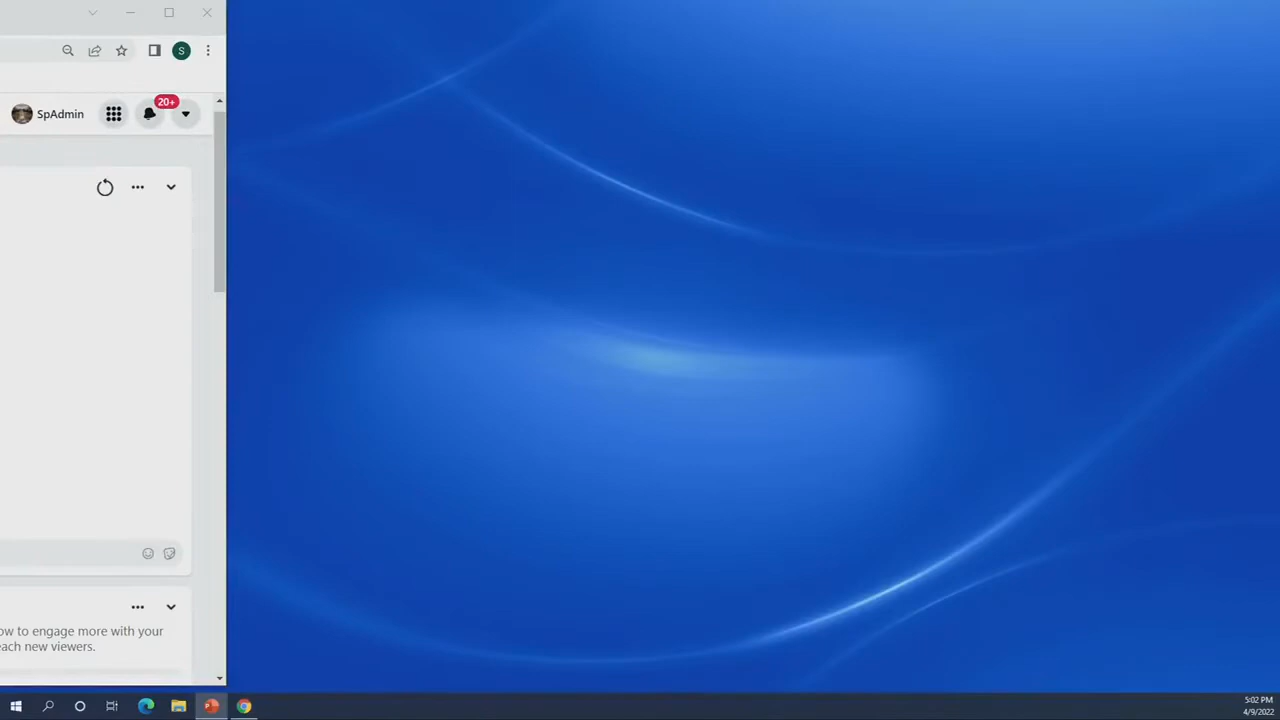 S
20+
SpAdmin
ow to engage more with your
each new viewers.
5:02 PM
4/9/2022